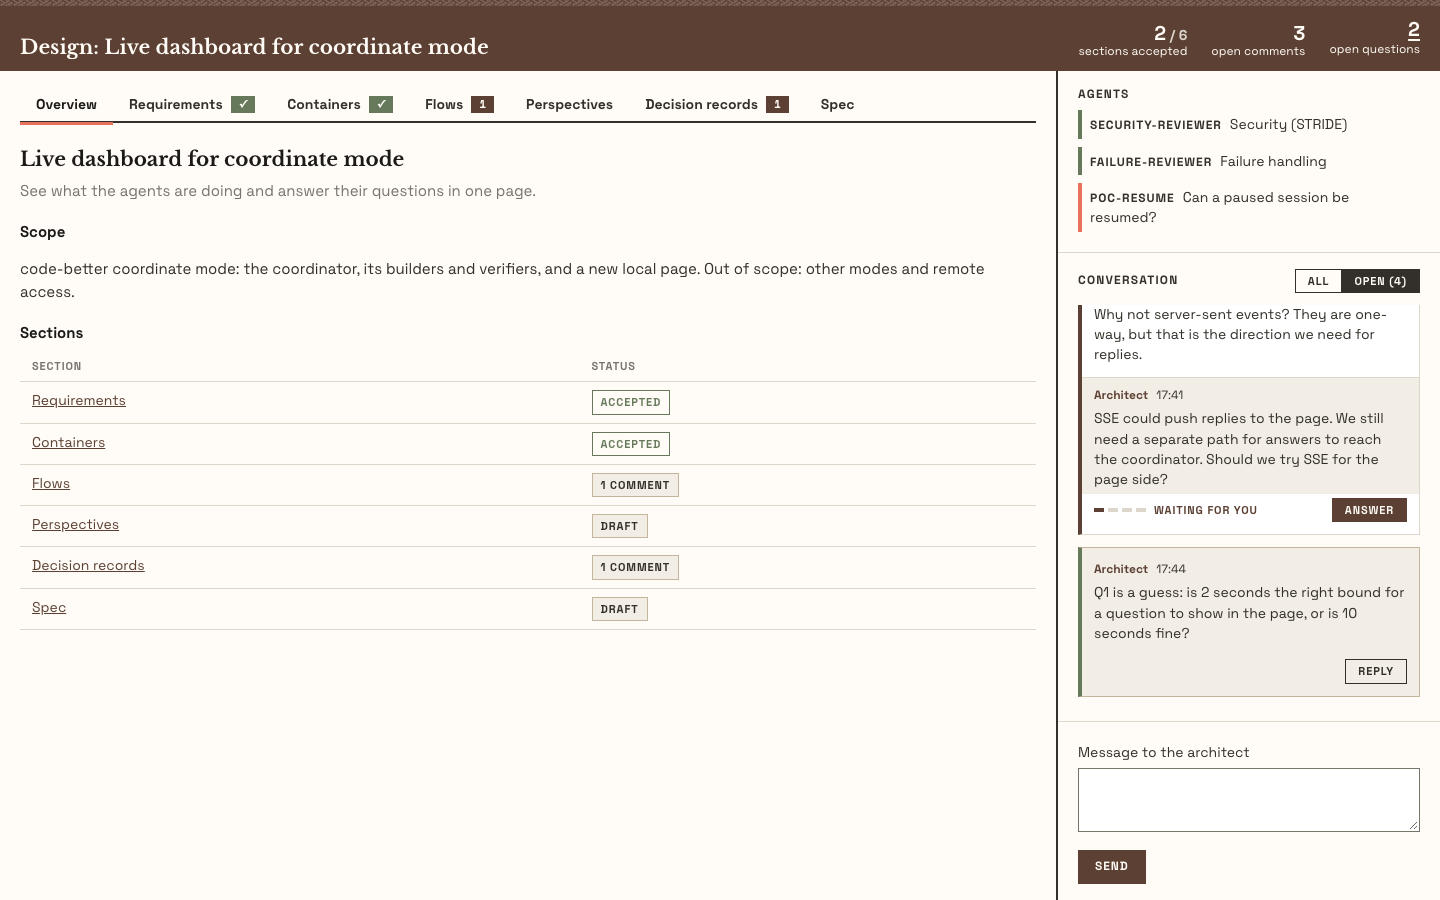 Design: Live dashboard for coordinate mode
2 / 6
sections accepted
3
open comments
2
open questions
Overview
Requirements ✓
Containers ✓
Flows 1
Perspectives
Decision records 1
Spec
Live dashboard for coordinate mode
See what the agents are doing and answer their questions in one page.
Scope
code-better coordinate mode: the coordinator, its builders and verifiers, and a new local page. Out of scope: other modes and remote
access.
Sections
SECTION STATUS
Requirements ACCEPTED
Containers ACCEPTED
Flows 1 COMMENT
Perspectives DRAFT
Decision records 1 COMMENT
Spec DRAFT
AGENTS
SECURITY-REVIEWER Security (STRIDE)
FAILURE-REVIEWER Failure handling
POC-RESUME Can a paused session be
resumed?
CONVERSATION
ALL
OPEN (4)
Why not server-sent events? They are one-
way, but that is the direction we need for
replies.
Architect 17:41
SSE could push replies to the page. We still
need a separate path for answers to reach
the coordinator. Should we try SSE for the
page side?
WAITING FOR YOU
ANSWER
Architect 17:44
Q1 is a guess: is 2 seconds the right bound for
a question to show in the page, or is 10
seconds fine?
REPLY
Message to the architect
SEND